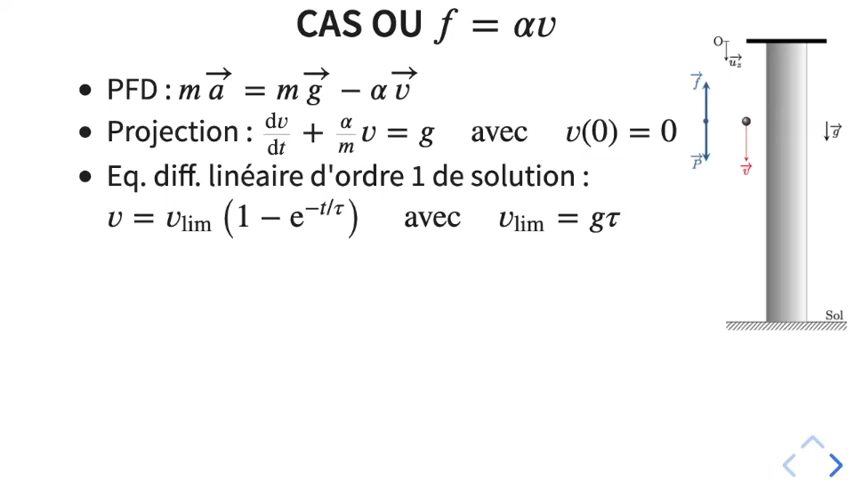 CAS OU f = αv
• PFD : m a⃗ = m g⃗ − α v⃗
• Projection : dv/dt + α/m v = g avec v(0) = 0
• Eq. diff. linéaire d'ordre 1 de solution :
v = v_lim (1 − e^(−t/τ)) avec v_lim = gτ
O
u⃗_z
f⃗
P⃗
v⃗
g⃗
Sol